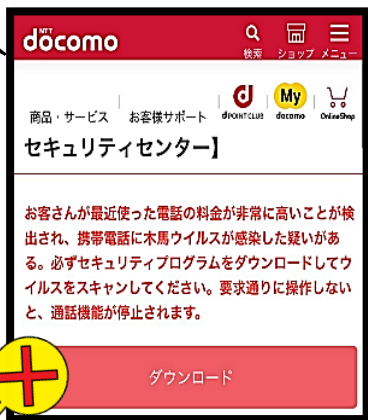 NTT
döcomo
検索 ショップ メニュー
商品・サービス お客様サポート d POINT CLUB My docomo OnlineShop
セキュリティセンター】
お客さんが最近使った電話の料金が非常に高いことが検
出され、携帯電話に木馬ウイルスが感染した疑いがあ
る。必ずセキュリティプログラムをダウンロードしてウ
イルスをスキャンしてください。要求通りに操作しない
と、通話機能が停止されます。
ダウンロード